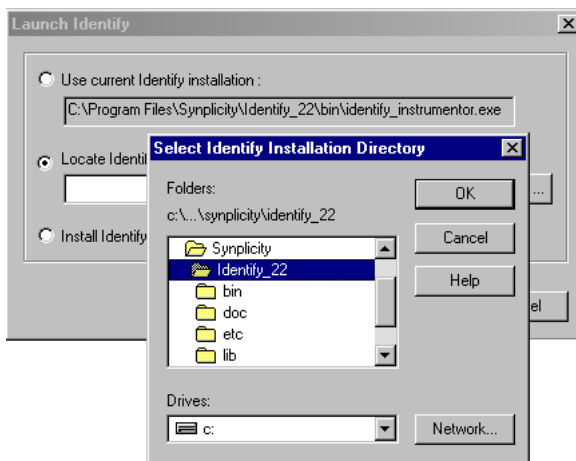 Launch Identify
Use current Identify installation :
C:\Program Files\Synplicity\Identify_22\bin\identify_instrumentor.exe
Locate Identi
...
Install Identify
el
Select Identify Installation Directory
Folders:
c:\...\synplicity\identify_22
Synplicity
Identify_22
bin
doc
etc
lib
Drives:
c:
OK
Cancel
Help
Network...